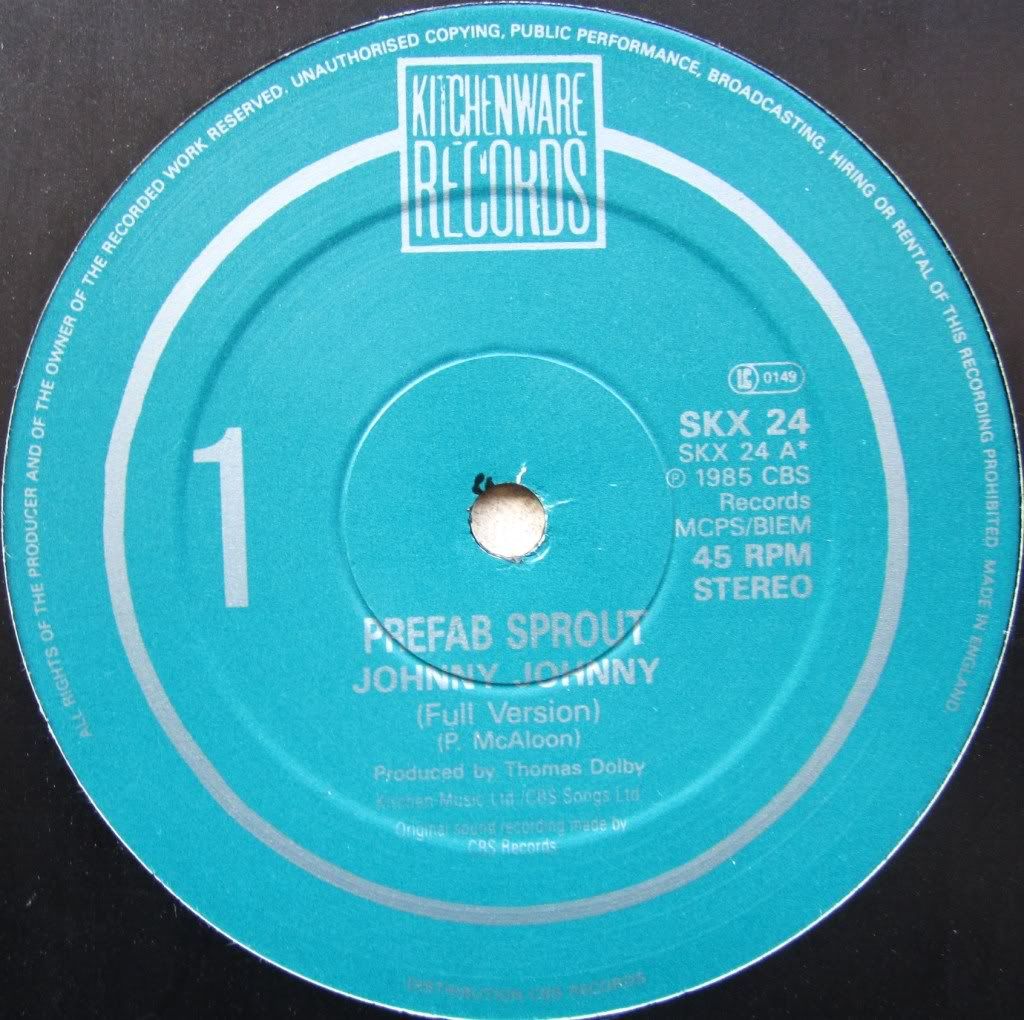 ALL RIGHTS OF THE PRODUCER AND OF THE OWNER OF THE RECORDED WORK RESERVED. UNAUTHORISED COPYING, PUBLIC PERFORMANCE, BROADCASTING, HIRING OR RENTAL OF THIS RECORDING PROHIBITED MADE IN ENGLAND
KITCHENWARE
RECORDS
LC 0149
1
SKX 24
SKX 24 A*
℗ 1985 CBS
Records
MCPS/BIEM
45 RPM
STEREO
PREFAB SPROUT
JOHNNY JOHNNY
(Full Version)
(P. McAloon)
Produced by Thomas Dolby
Kitchen Music Ltd /CBS Songs Ltd
Original sound recording made by
CBS Records
DISTRIBUTION CBS RECORDS